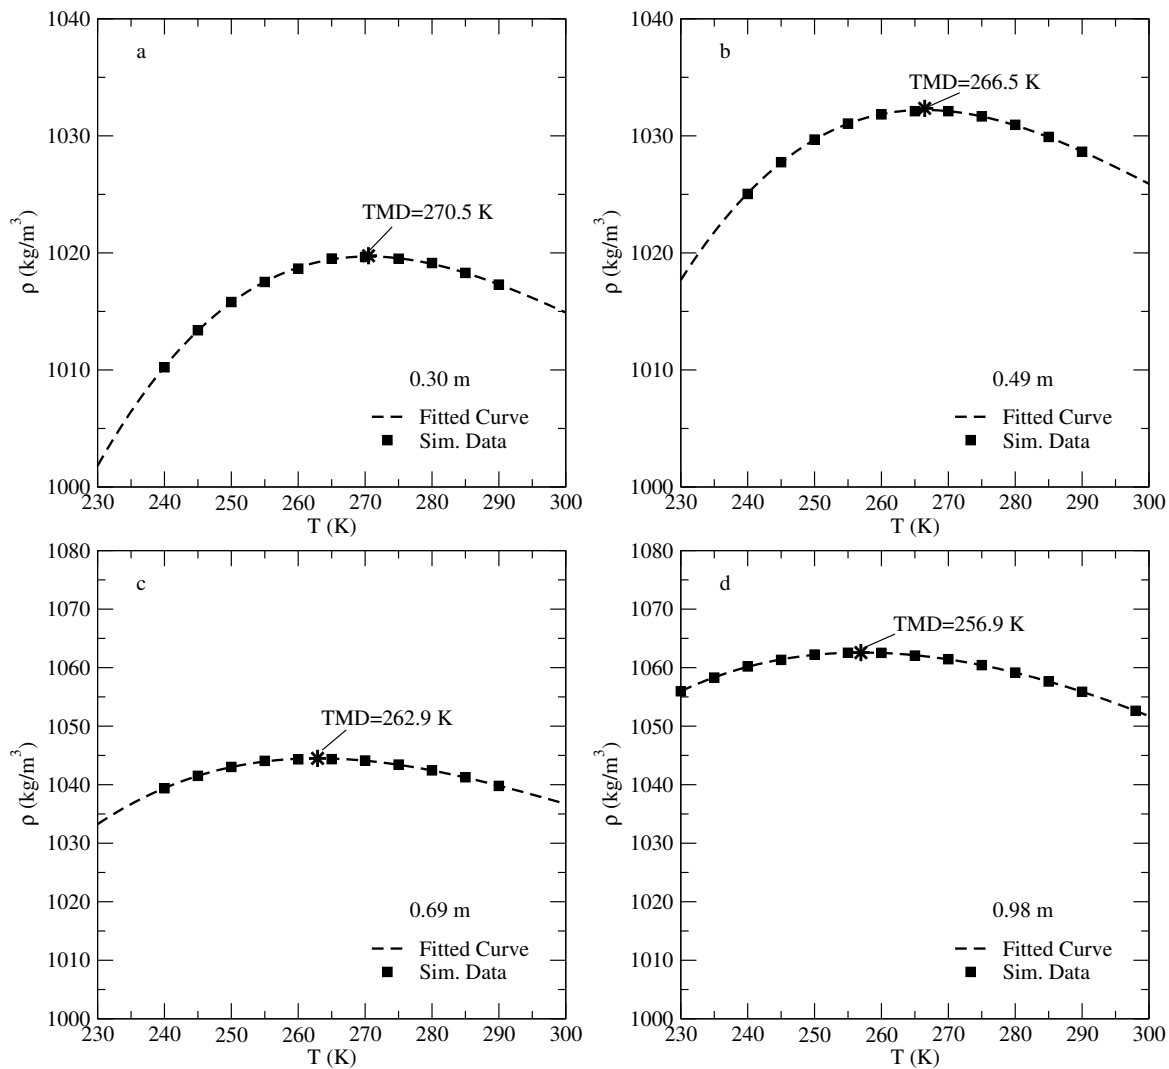 a
1040
1030
1020
1010
1000
ρ (kg/m³)
TMD=270.5 K
0.30 m
Fitted Curve
Sim. Data
230 240 250 260 270 280 290 300
T (K)
b
1040
1030
1020
1010
1000
ρ (kg/m³)
TMD=266.5 K
0.49 m
Fitted Curve
Sim. Data
230 240 250 260 270 280 290 300
T (K)
c
1080
1070
1060
1050
1040
1030
1020
1010
1000
ρ (kg/m³)
TMD=262.9 K
0.69 m
Fitted Curve
Sim. Data
230 240 250 260 270 280 290 300
T (K)
d
1080
1070
1060
1050
1040
1030
1020
1010
1000
ρ (kg/m³)
TMD=256.9 K
0.98 m
Fitted Curve
Sim. Data
230 240 250 260 270 280 290 300
T (K)